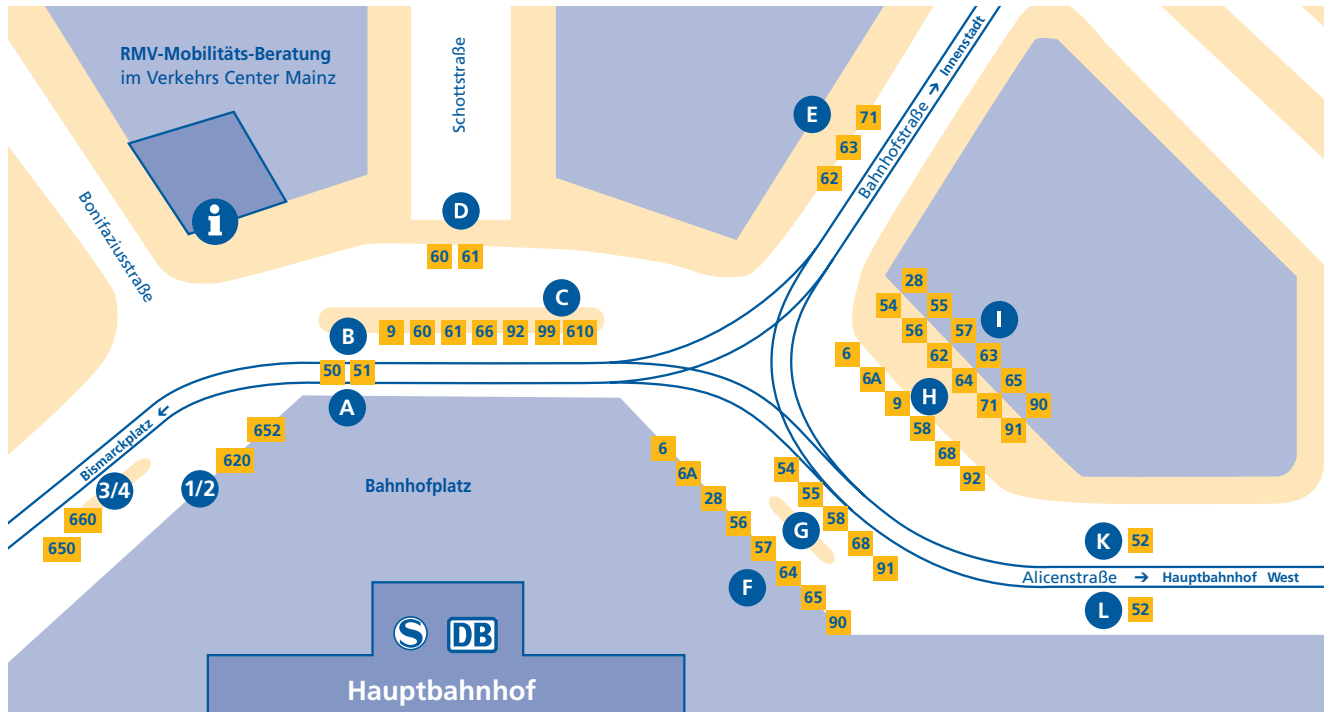 RMV-Mobilitäts-Beratung
im Verkehrs Center Mainz
i
Bonifaziusstraße
Schottstraße
D
60 61
E
71
63
62
Bahnhofstraße → Innenstadt
C
B
9 60 61 66 92 99 610
50 51
A
Bismarckplatz ←
652
620
1/2
3/4
660
650
Bahnhofplatz
28
54 55
I
56 57
62 63
64 65
71 90
91
6
6A
H
9
58
68
92
6
6A
28
56
57
64
65
90
F
54
55
58
68
91
G
K 52
Alicenstraße → Hauptbahnhof West
L 52
S DB
Hauptbahnhof